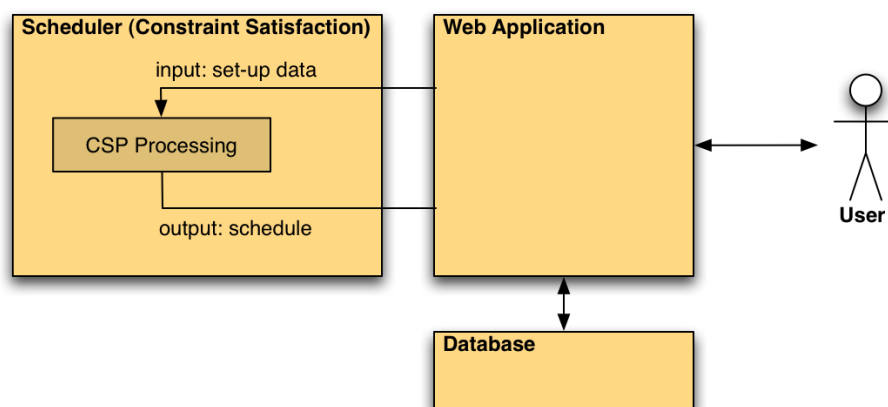 Scheduler (Constraint Satisfaction)
Web Application
input: set-up data
CSP Processing
output: schedule
User
Database